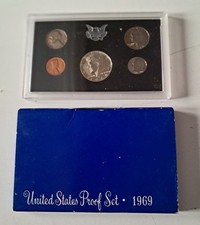 United States Proof Set • 1969